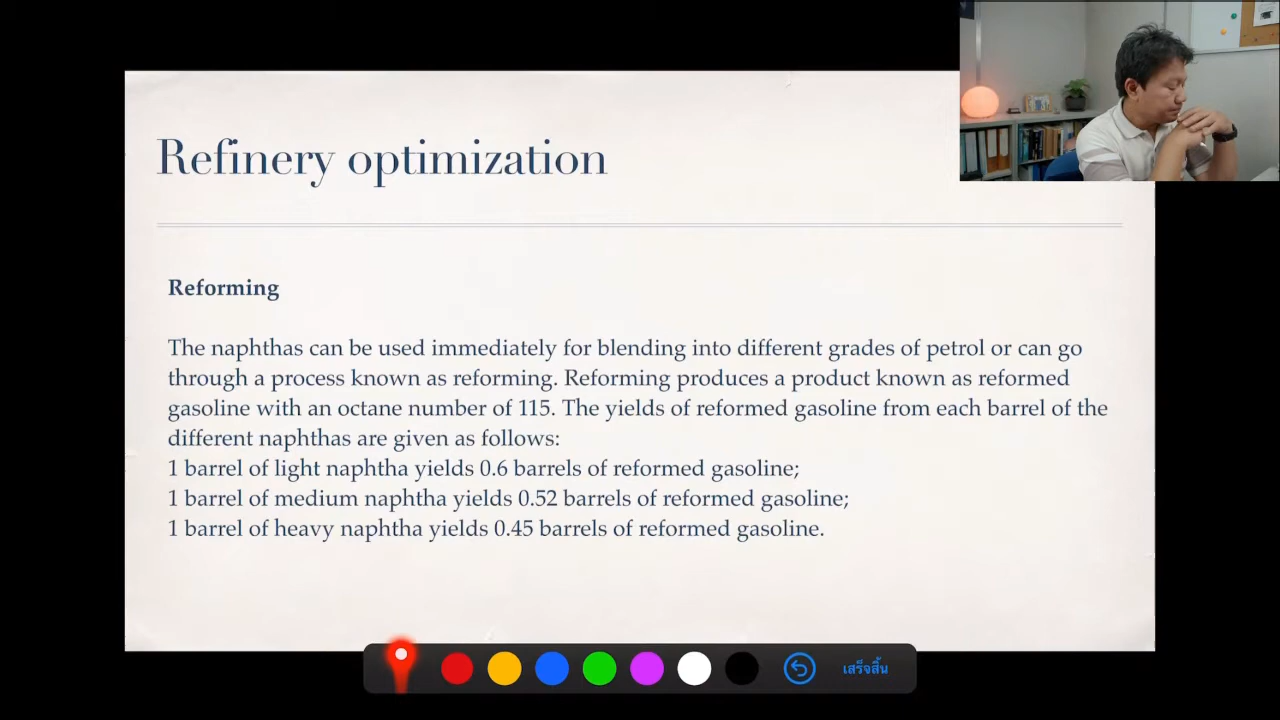 Refinery optimization
Reforming
The naphthas can be used immediately for blending into different grades of petrol or can go
through a process known as reforming. Reforming produces a product known as reformed
gasoline with an octane number of 115. The yields of reformed gasoline from each barrel of the
different naphthas are given as follows:
1 barrel of light naphtha yields 0.6 barrels of reformed gasoline;
1 barrel of medium naphtha yields 0.52 barrels of reformed gasoline;
1 barrel of heavy naphtha yields 0.45 barrels of reformed gasoline.
เสร็จสิ้น